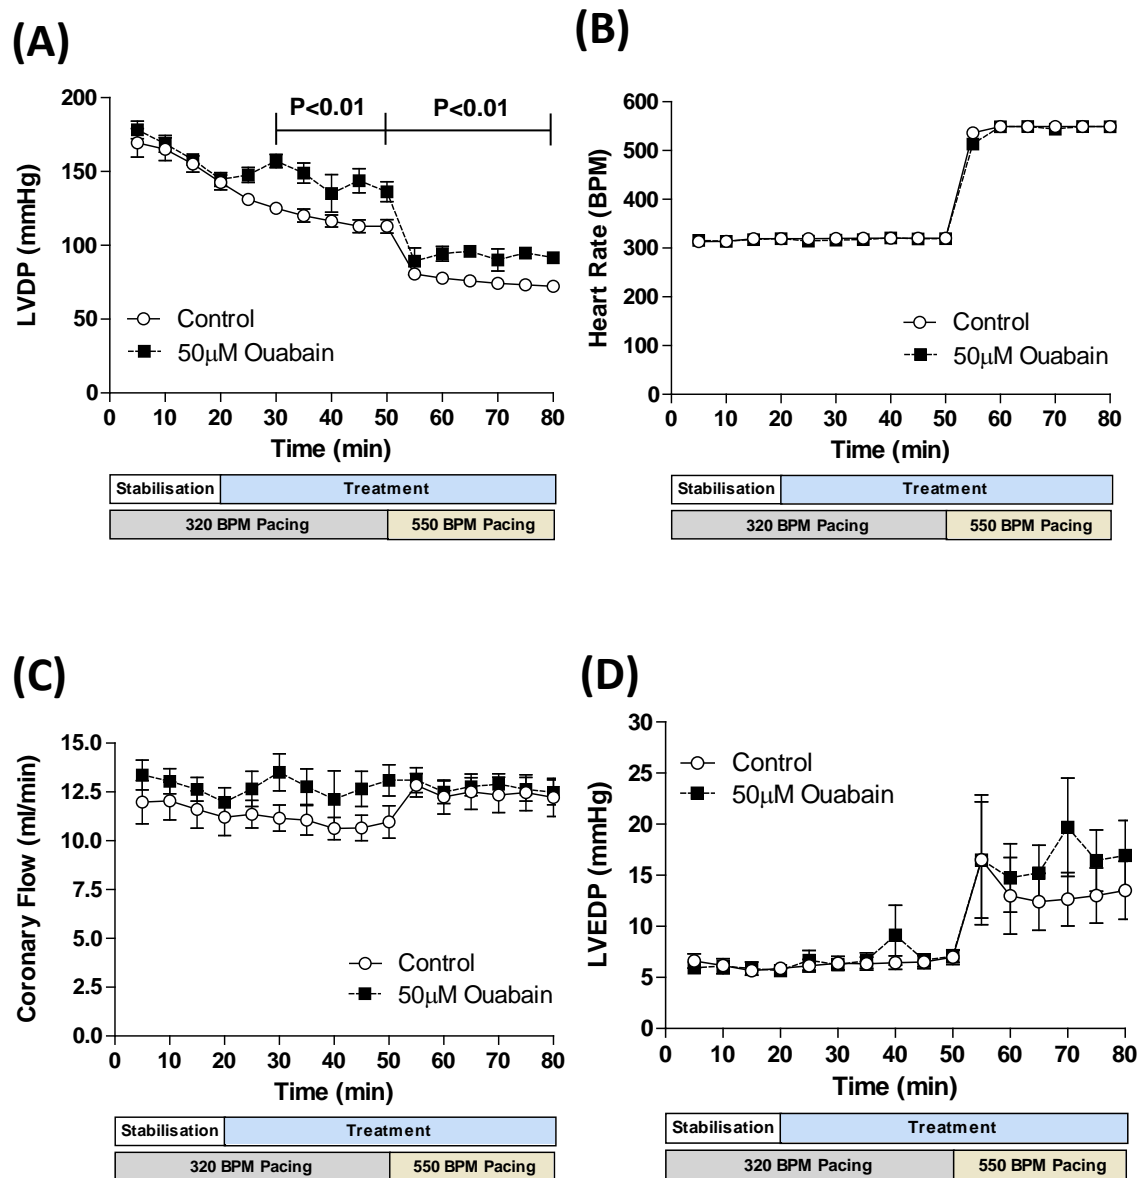 (A)
200
150
100
50
0
LVDP (mmHg)
P<0.01
P<0.01
Control
50μM Ouabain
0 10 20 30 40 50 60 70 80
Time (min)
Stabilisation Treatment
320 BPM Pacing 550 BPM Pacing
(B)
600
500
400
300
200
100
0
Heart Rate (BPM)
Control
50μM Ouabain
0 10 20 30 40 50 60 70 80
Time (min)
Stabilisation Treatment
320 BPM Pacing 550 BPM Pacing
(C)
15.0
12.5
10.0
7.5
5.0
2.5
0.0
Coronary Flow (ml/min)
Control
50μM Ouabain
0 10 20 30 40 50 60 70 80
Time (min)
Stabilisation Treatment
320 BPM Pacing 550 BPM Pacing
(D)
30
25
20
15
10
5
0
LVEDP (mmHg)
Control
50μM Ouabain
0 10 20 30 40 50 60 70 80
Time (min)
Stabilisation Treatment
320 BPM Pacing 550 BPM Pacing